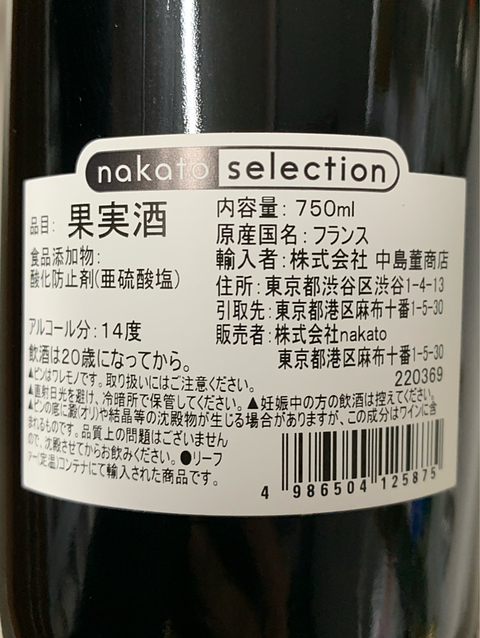 nakato selection
品目: 果実酒
食品添加物:
酸化防止剤(亜硫酸塩)
アルコール分: 14度
内容量: 750ml
原産国名: フランス
輸入者: 株式会社 中島董商店
住所: 東京都渋谷区渋谷1-4-13
引取先: 東京都港区麻布十番1-5-30
販売者: 株式会社nakato
東京都港区麻布十番1-5-30
飲酒は20歳になってから。
220369
▲ビンはワレモノです。取り扱いにはご注意ください。
▲直射日光を避け、冷暗所で保管してください。▲妊娠中の方の飲酒は控えてください。
▲ビンの底に澱(オリ)や結晶等の沈殿物が生じる場合がありますが、この成分はワインに含
まれるものです。品質上の問題はございません
ので、沈殿させてからお飲みください。●リーフ
ァー(定温)コンテナにて輸入された商品です。
4 986504 125875